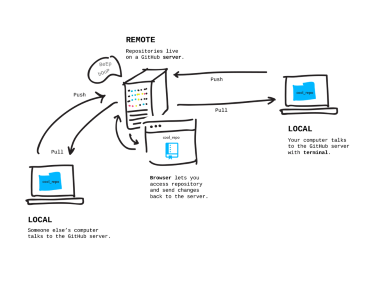 REMOTE
Repositories live
on a GitHub server.
Push
Push
Pull
Pull
cool_repo
cool_repo
cool_repo
LOCAL
Your computer talks
to the GitHub server
with terminal.
Browser lets you
access repository
and send changes
back to the server.
LOCAL
Someone else's computer
talks to the GitHub server.